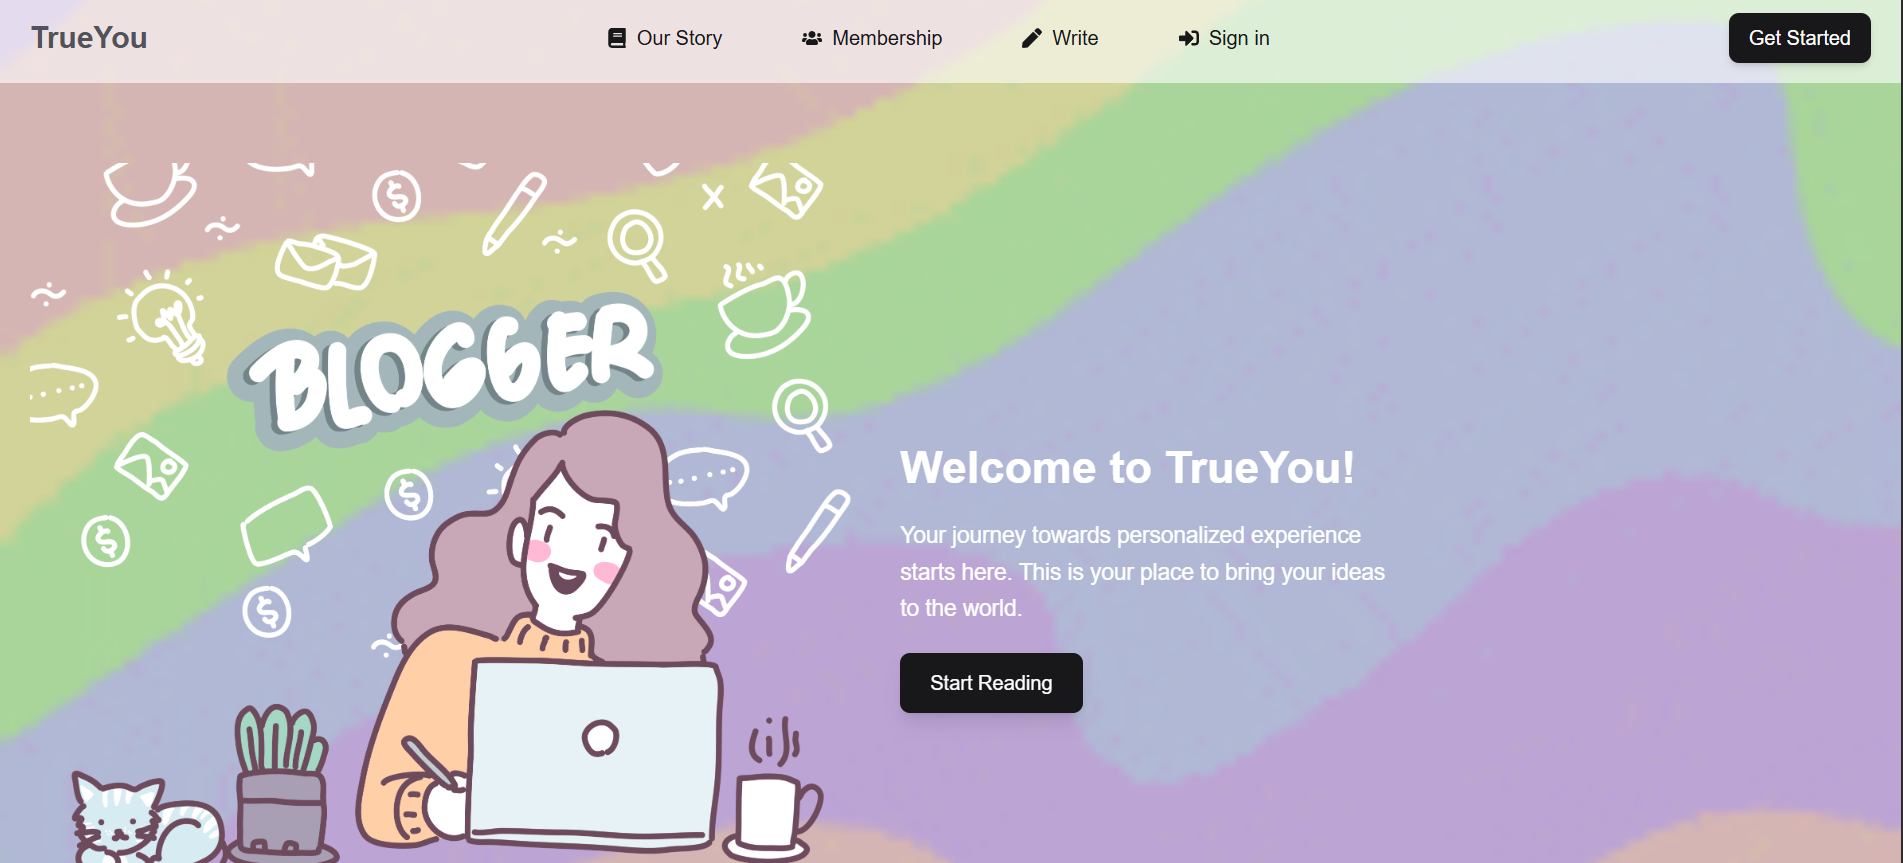 TrueYou
Our Story
Membership
Write
Sign in
Get Started
BLOGGER
Welcome to TrueYou!
Your journey towards personalized experience
starts here. This is your place to bring your ideas
to the world.
Start Reading